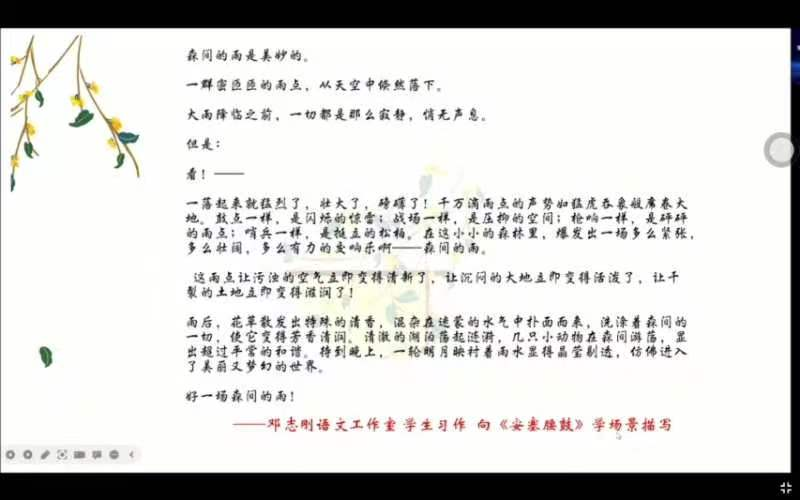 森间的雨是美妙的。
一群密匝匝的雨点，从天空中倏然落下。
大雨降临之前，一切都是那么寂静，悄无声息。
但是：
看！——
一落起来就猛烈了，壮大了，磅礴了！千万滴雨点的声势如猛虎吞象般席卷大
地。鼓点一样，是闪烁的惊雷；战场一样，是压抑的空间；枪响一样，是砰砰
的雨点；哨兵一样，是挺立的松柏。在这小小的森林里，爆发出一场多么紧张，
多么壮阔，多么有力的交响乐啊——森间的雨。
这雨点让污浊的空气立即变得清新了，让沉闷的大地立即变得活泼了，让干
裂的土地立即变得滋润了！
雨后，花草散发出特殊的清香，混杂在迷蒙的水气中扑面而来，洗涤着森间的
一切，使它变得芳香清润。清澈的湖泊荡起涟漪，几只小动物在森间游荡，显
出超过平常的和谐。待到晚上，一轮明月映衬着雨水显得晶莹剔透，仿佛进入
了美丽又梦幻的世界。
好一场森间的雨！
——邓志刚语文工作室 学生习作 向《安塞腰鼓》学场景描写